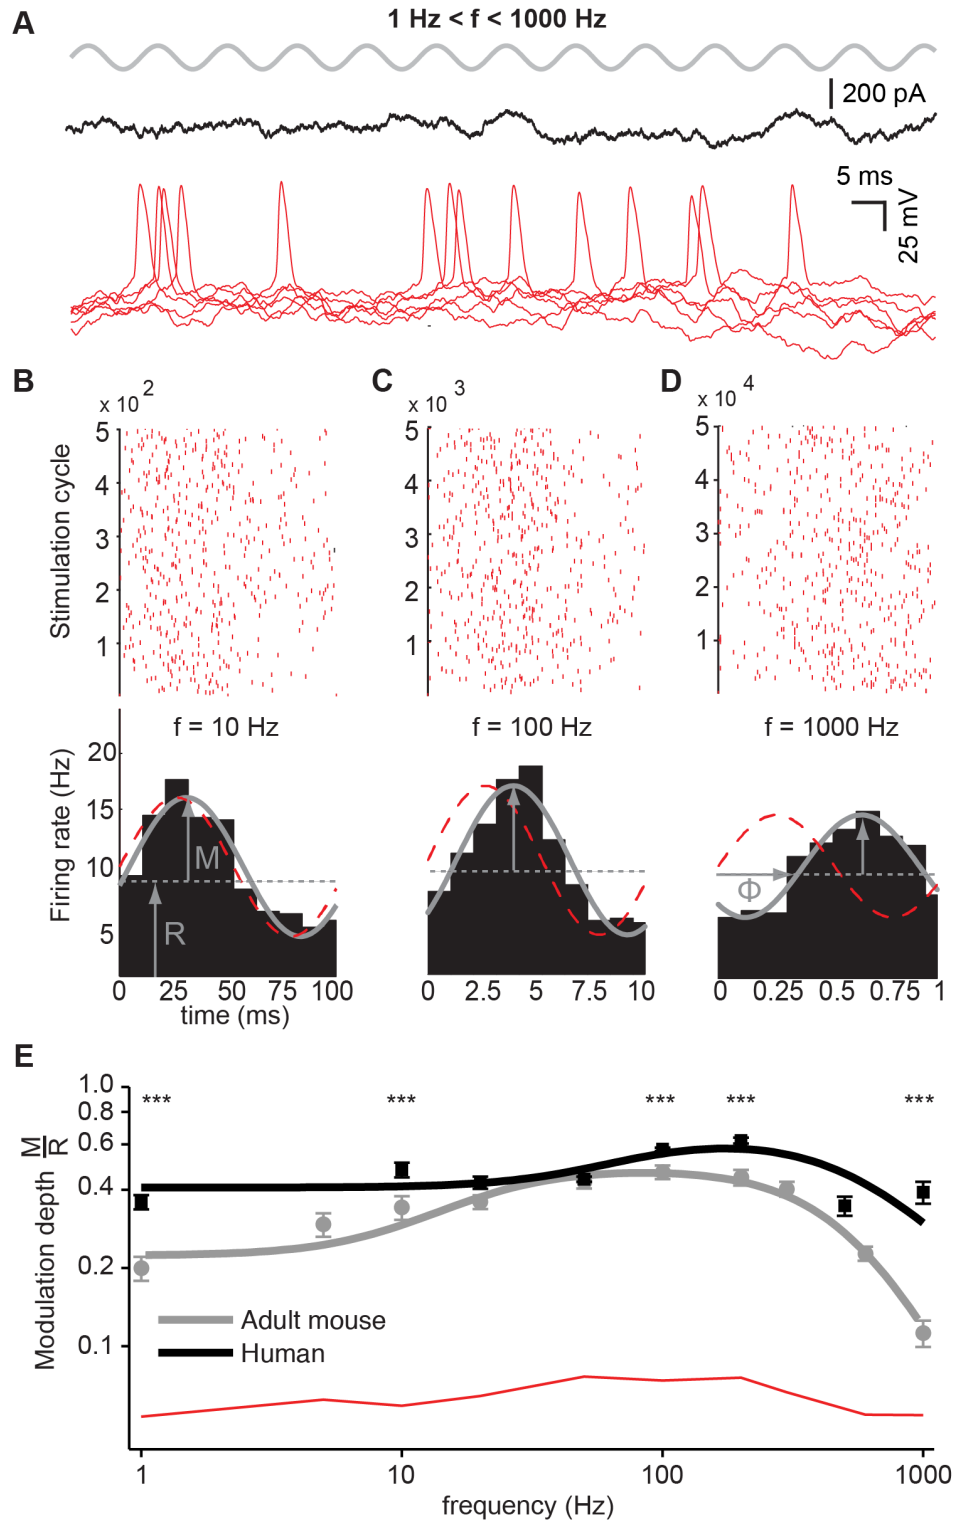 A
1 Hz < f < 1000 Hz
200 pA
5 ms
25 mV
B
C
D
x 10 2
x 10 3
x 10 4
Stimulation cycle
5
4
3
2
1
5
4
3
2
1
5
4
3
2
1
f = 10 Hz
f = 100 Hz
f = 1000 Hz
Firing rate (Hz)
20
15
10
5
M
R
Φ
0 25 50 75 100
0 2.5 5 7.5 10
0 0.25 0.5 0.75 1
time (ms)
E
Modulation depth M/R
1.0
0.8
0.6
0.4
0.2
0.1
*** *** *** *** ***
Adult mouse
Human
1 10 100 1000
frequency (Hz)